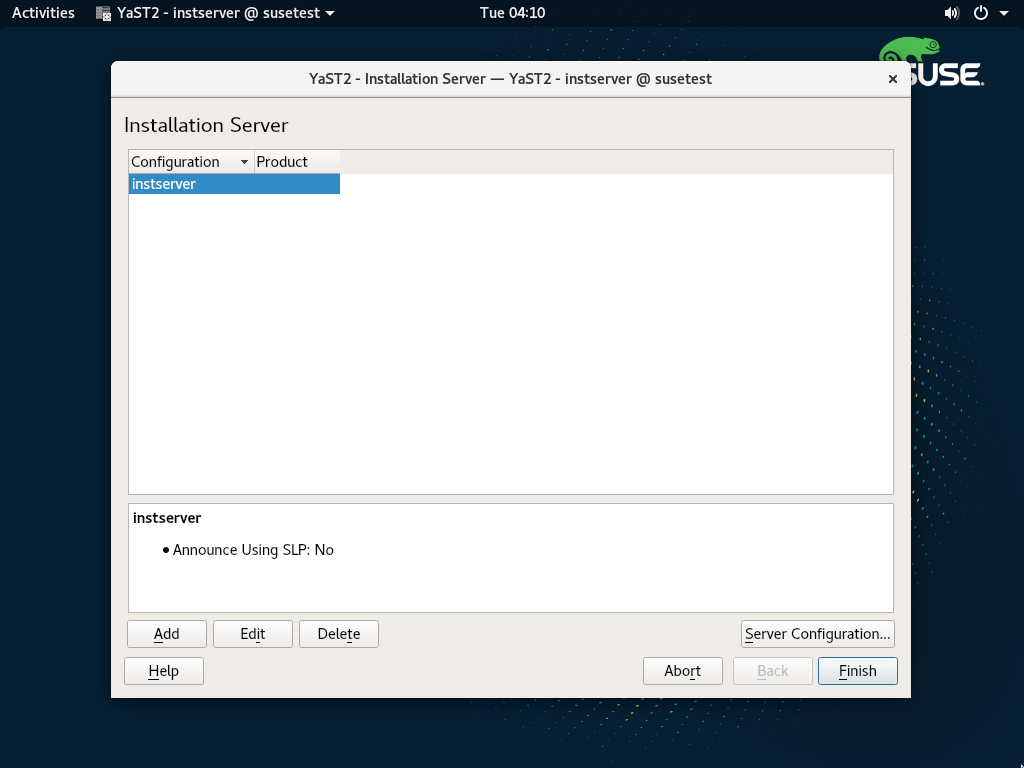 Activities YaST2 - instserver @ susetest Tue 04:10
SUSE
YaST2 - Installation Server — YaST2 - instserver @ susetest
Installation Server
Configuration Product
instserver
instserver
● Announce Using SLP: No
Add Edit Delete Server Configuration...
Help Abort Back Finish